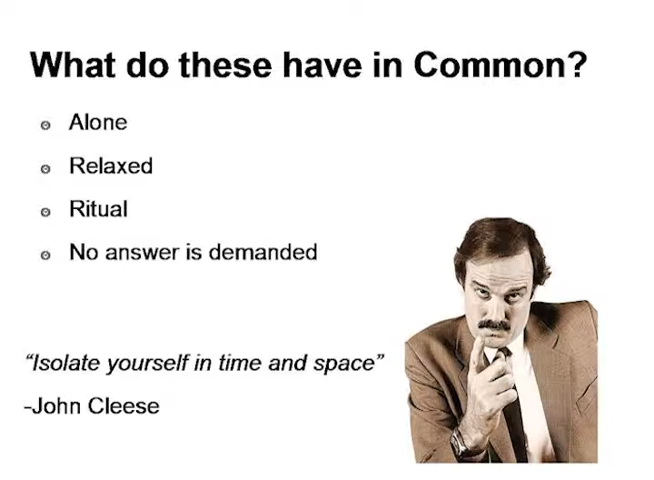 What do these have in Common?
Alone
Relaxed
Ritual
No answer is demanded
“Isolate yourself in time and space”
-John Cleese